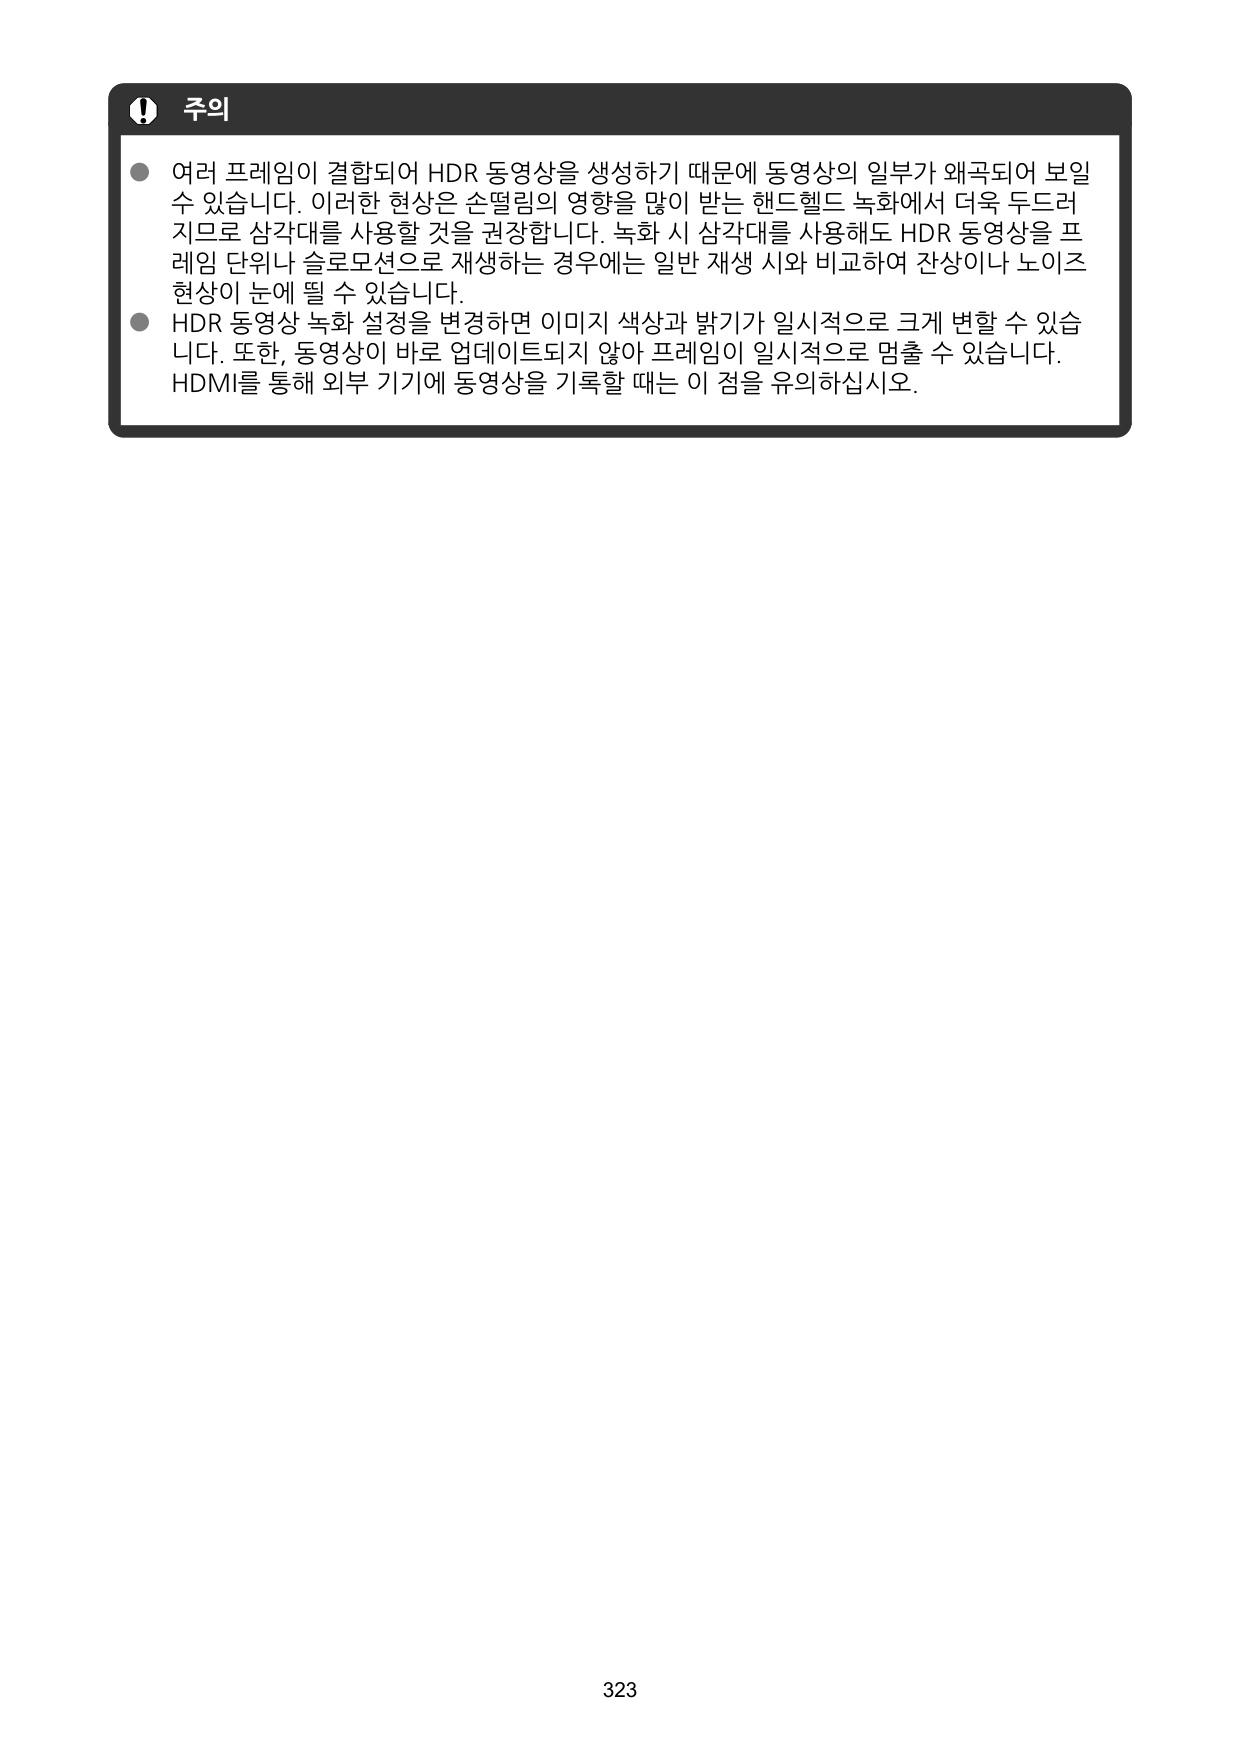 주의
● 여러 프레임이 결합되어 HDR 동영상을 생성하기 때문에 동영상의 일부가 왜곡되어 보일
수 있습니다. 이러한 현상은 손떨림의 영향을 많이 받는 핸드헬드 녹화에서 더욱 두드러
지므로 삼각대를 사용할 것을 권장합니다. 녹화 시 삼각대를 사용해도 HDR 동영상을 프
레임 단위나 슬로모션으로 재생하는 경우에는 일반 재생 시와 비교하여 잔상이나 노이즈
현상이 눈에 띌 수 있습니다.
● HDR 동영상 녹화 설정을 변경하면 이미지 색상과 밝기가 일시적으로 크게 변할 수 있습
니다. 또한, 동영상이 바로 업데이트되지 않아 프레임이 일시적으로 멈출 수 있습니다.
HDMI를 통해 외부 기기에 동영상을 기록할 때는 이 점을 유의하십시오.
323